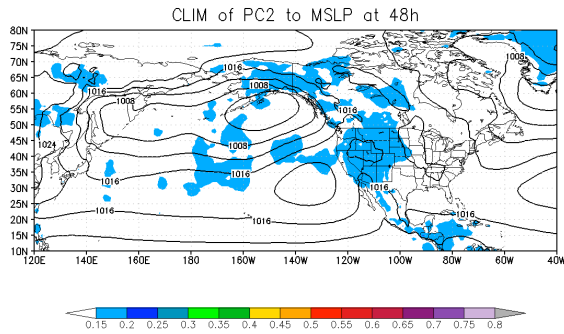 CLIM of PC2 to MSLP at 48h
80N
75N
70N
65N
60N
55N
50N
45N
40N
35N
30N
25N
20N
15N
10N
1016
1008
1016
1008
1016
1008
1008
1024
1016
1016
1016
1016
1016
1016
120E 140E 160E 180 160W 140W 120W 100W 80W 60W 40W
0.15 0.2 0.25 0.3 0.35 0.4 0.45 0.5 0.55 0.6 0.65 0.7 0.75 0.8